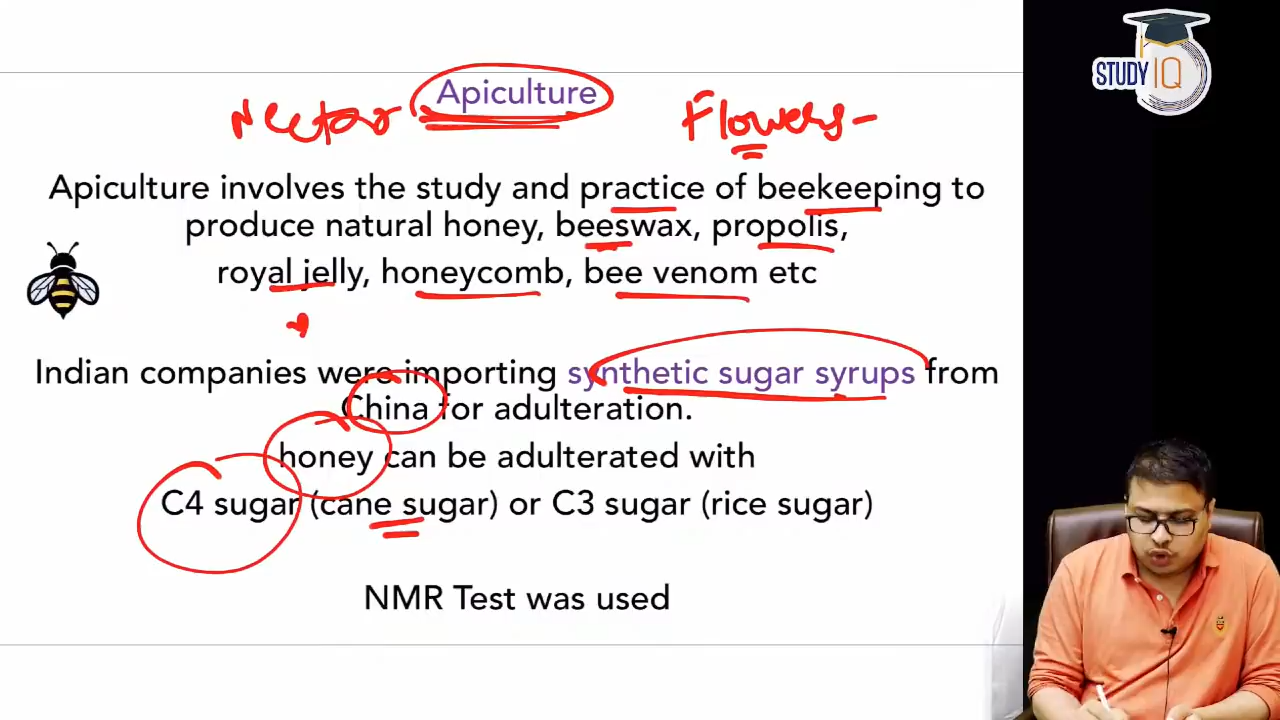 STUDY IQ
Apiculture
Nectar
Flowers-
Apiculture involves the study and practice of beekeeping to
produce natural honey, beeswax, propolis,
royal jelly, honeycomb, bee venom etc
Indian companies were importing synthetic sugar syrups from
China for adulteration.
honey can be adulterated with
C4 sugar (cane sugar) or C3 sugar (rice sugar)
NMR Test was used